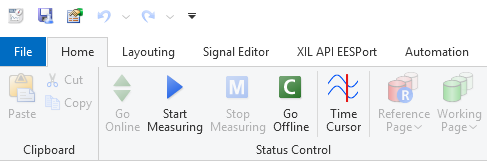 File Home Layouting Signal Editor XIL API EESPort Automation
Paste
Cut
Copy
Clipboard
Go Online
Start Measuring
M
Stop Measuring
C
Go Offline
Time Cursor
R
Reference Page
Working Page
Status Control